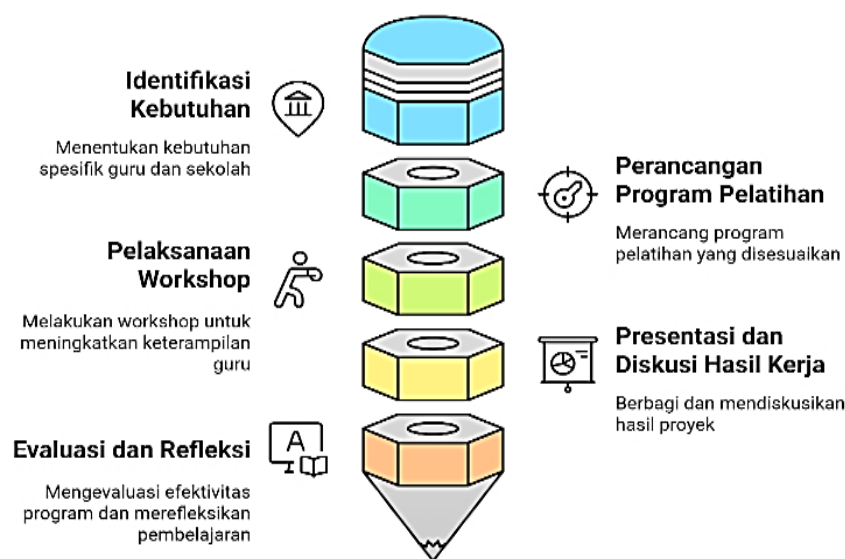 Identifikasi
Kebutuhan
Menentukan kebutuhan
spesifik guru dan sekolah
Perancangan
Program Pelatihan
Merancang program
pelatihan yang disesuaikan
Pelaksanaan
Workshop
Melakukan workshop untuk
meningkatkan keterampilan
guru
Presentasi dan
Diskusi Hasil Kerja
Berbagi dan mendiskusikan
hasil proyek
Evaluasi dan Refleksi
A
Mengevaluasi efektivitas
program dan merefleksikan
pembelajaran